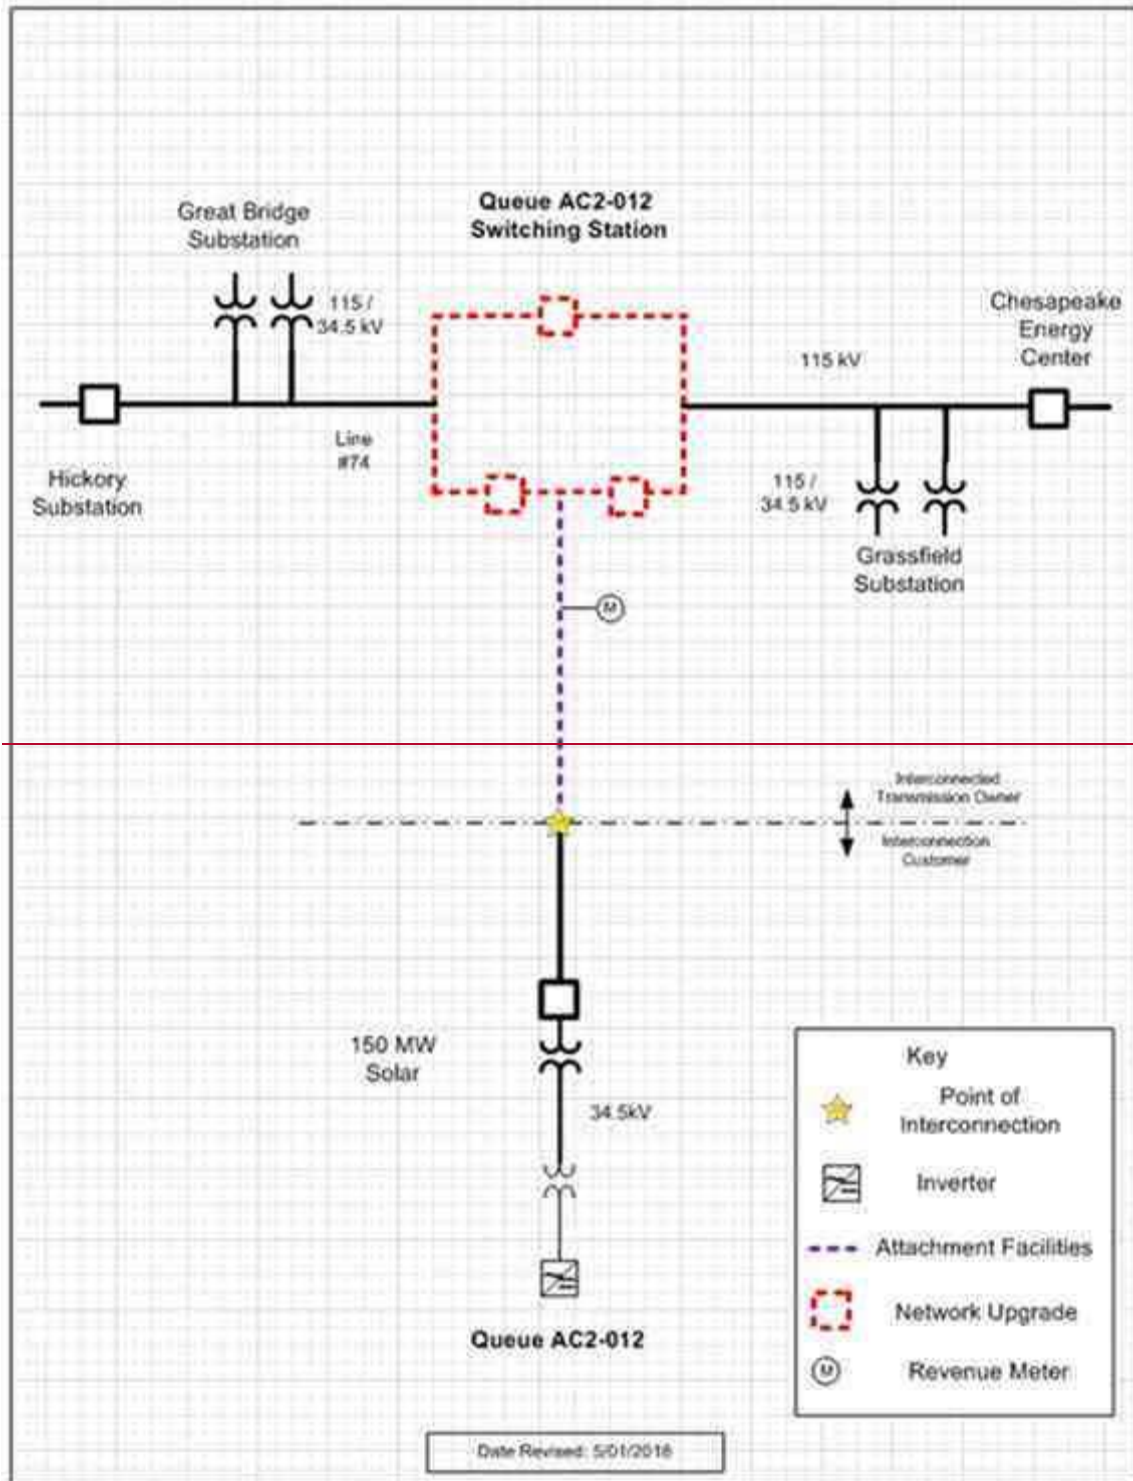 Queue AC2-012
Switching Station
Great Bridge
Substation
115 /
34.5 kV
Chesapeake
Energy
Center
115 kV
Line
#74
Hickory
Substation
115 /
34.5 kV
Grassfield
Substation
M
Interconnected
Transmission Owner
Interconnection
Customer
150 MW
Solar
34.5kV
Queue AC2-012
Key
Point of
Interconnection
Inverter
Attachment Facilities
Network Upgrade
M
Revenue Meter
Date Revised: 5/01/2018